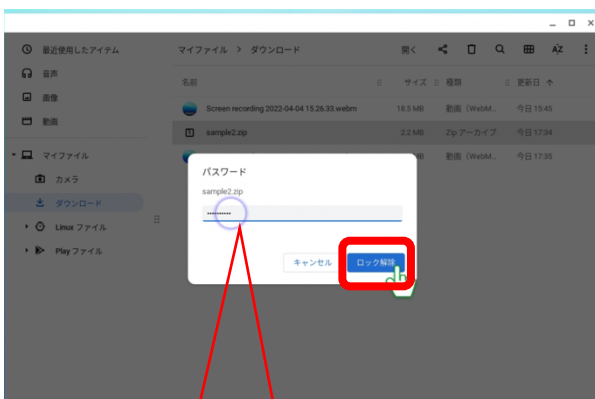 最近使用したアイテム
音声
画像
動画
マイファイル
カメラ
ダウンロード
Linux ファイル
Play ファイル
マイファイル > ダウンロード
開く
AZ
名前 サイズ 種類 更新日
Screen recording 2022-04-04 15.26.33.webm 18.5 MB 動画（WebM... 今日 15:45
sample2.zip 2.2 MB Zip アーカイブ 今日 17:34
MB 動画（WebM... 今日 17:35
パスワード
sample2.zip
キャンセル ロック解除